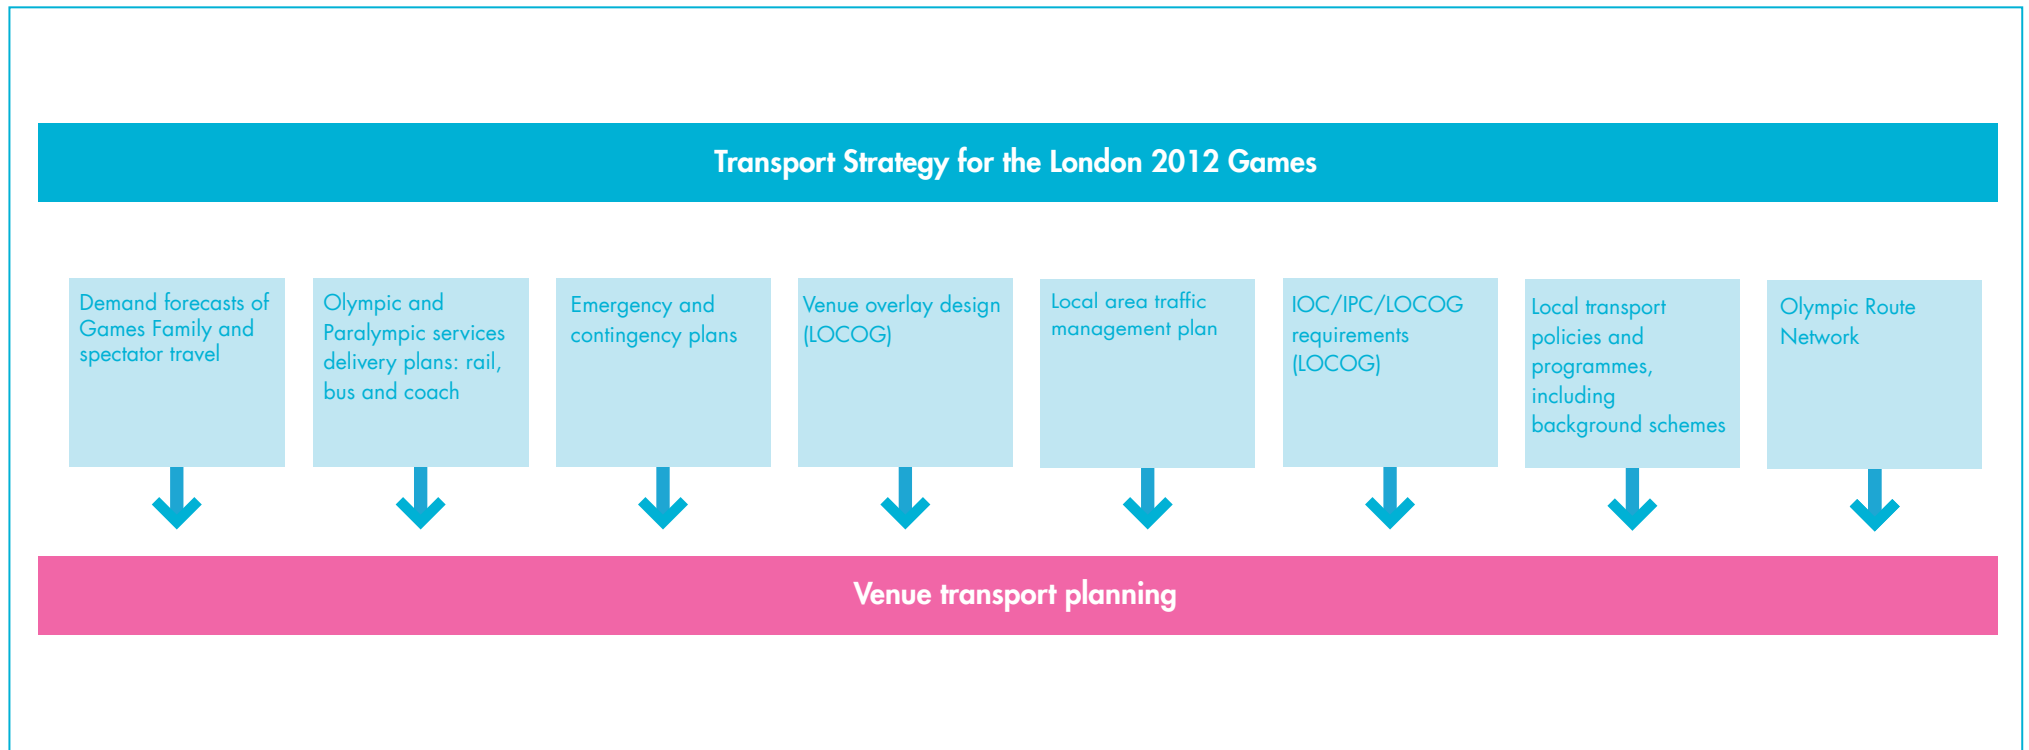 Transport Strategy for the London 2012 Games
Demand forecasts of
Games Family and
spectator travel
Olympic and
Paralympic services
delivery plans: rail,
bus and coach
Emergency and
contingency plans
Venue overlay design
(LOCOG)
Local area traffic
management plan
IOC/IPC/LOCOG
requirements
(LOCOG)
Local transport
policies and
programmes,
including
background schemes
Olympic Route
Network
Venue transport planning